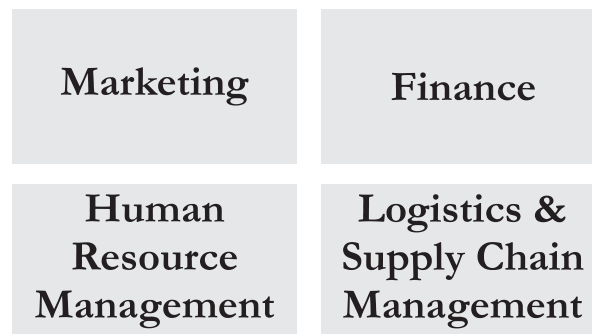 Marketing
Finance
Human
Resource
Management
Logistics &
Supply Chain
Management